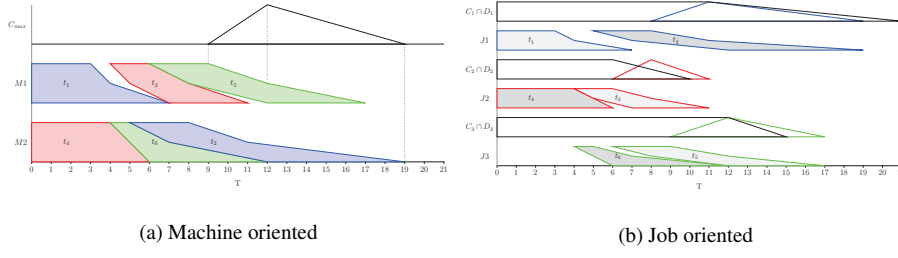 C_max
M1
t_1
t_3
t_5
M2
t_4
t_6
t_2
0 1 2 3 4 5 6 7 8 9 10 11 12 13 14 15 16 17 18 19 20 21
T
(a) Machine oriented
C_1 ∩ D_1
J1
t_1
t_2
C_2 ∩ D_2
J2
t_4
t_3
C_3 ∩ D_3
J3
t_6
t_5
0 1 2 3 4 5 6 7 8 9 10 11 12 13 14 15 16 17 18 19 20
T
(b) Job oriented